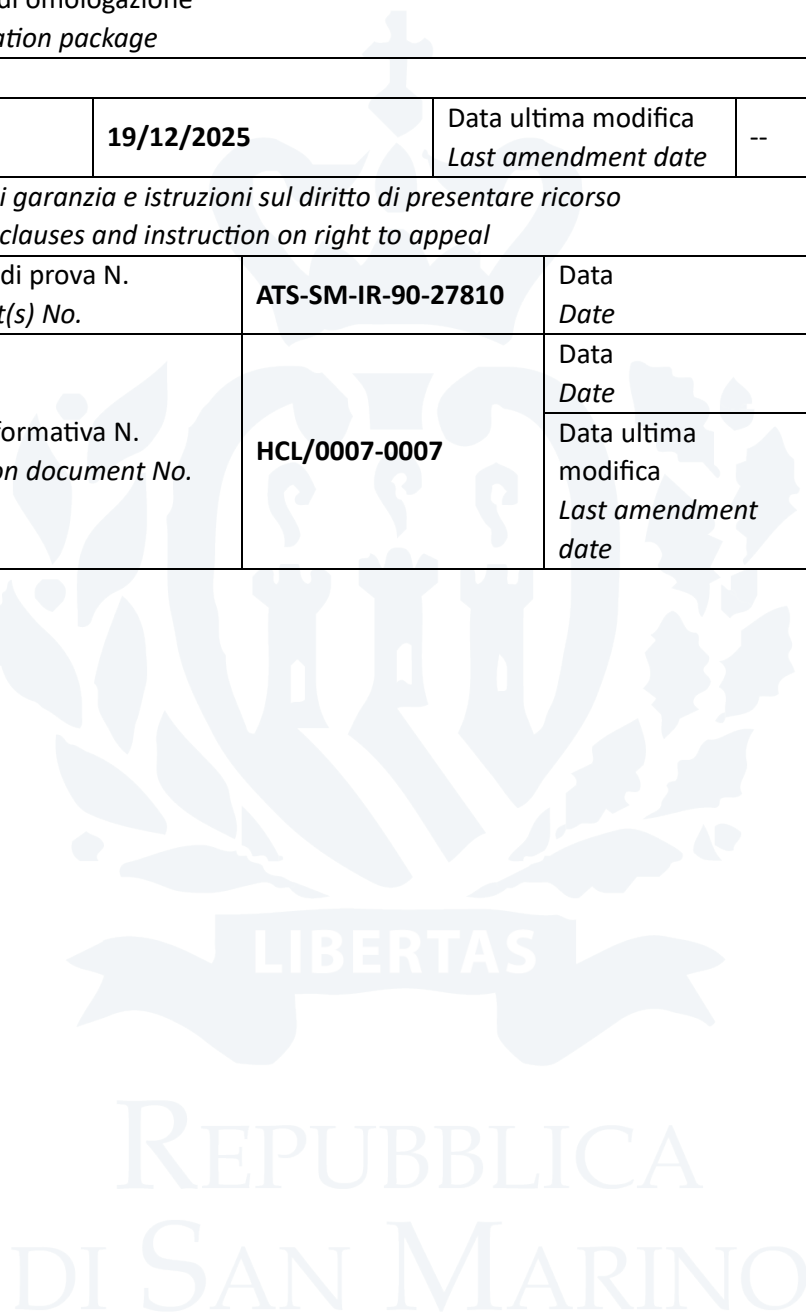 di omologazione
ation package
19/12/2025
Data ultima modifica
Last amendment date
--
i garanzia e istruzioni sul diritto di presentare ricorso
clauses and instruction on right to appeal
di prova N.
t(s) No.
ATS-SM-IR-90-27810
Data
Date
formativa N.
on document No.
HCL/0007-0007
Data
Date
Data ultima
modifica
Last amendment
date
LIBERTAS
REPUBBLICA
DI SAN MARINO